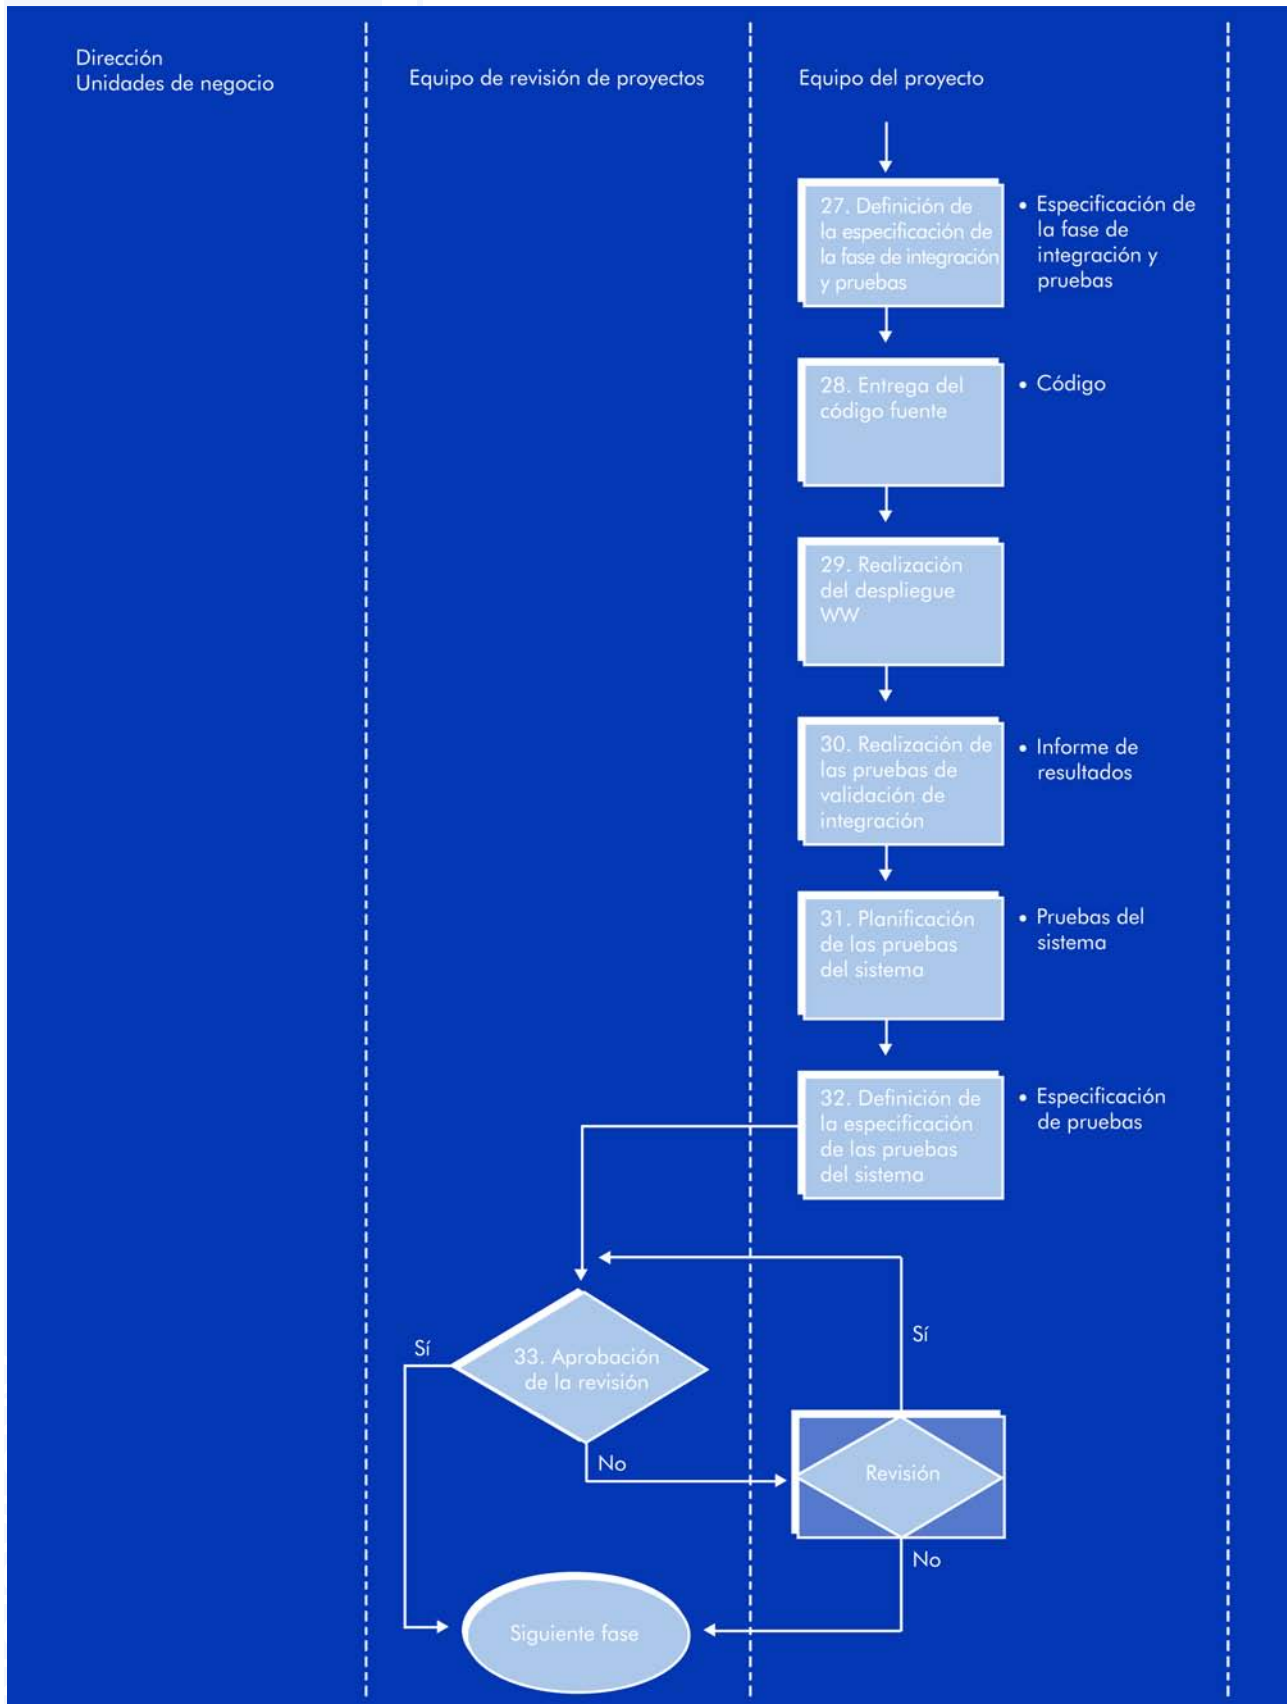 Dirección
Unidades de negocio
Equipo de revisión de proyectos
Equipo del proyecto
27. Definición de
la especificación de
la fase de integración
y pruebas
• Especificación de
la fase de
integración y
pruebas
28. Entrega del
código fuente
• Código
29. Realización
del despliegue
WW
30. Realización de
las pruebas de
validación de
integración
• Informe de
resultados
31. Planificación
de las pruebas
del sistema
• Pruebas del
sistema
32. Definición de
la especificación
de las pruebas
del sistema
• Especificación
de pruebas
Sí
33. Aprobación
de la revisión
Sí
No
Revisión
No
Siguiente fase